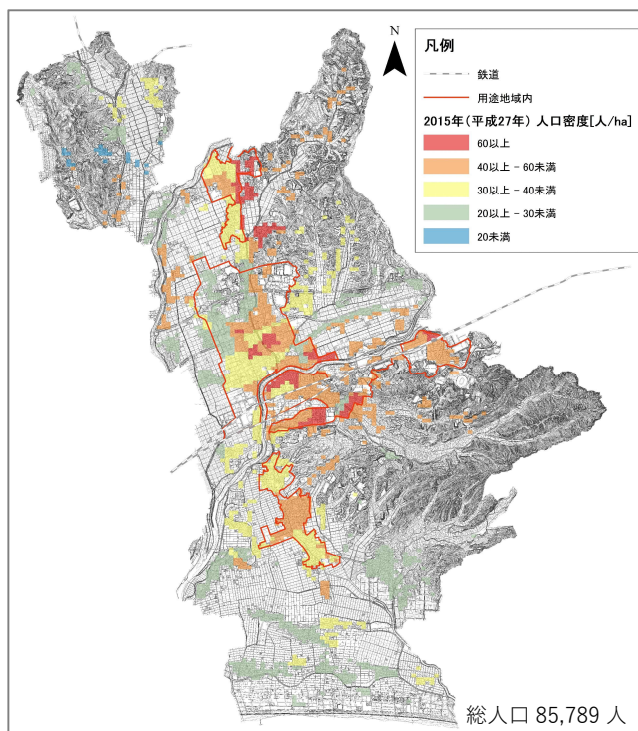 N
凡例
鉄道
用途地域内
2015年(平成27年) 人口密度[人/ha]
60以上
40以上 - 60未満
30以上 - 40未満
20以上 - 30未満
20未満
総人口 85,789 人